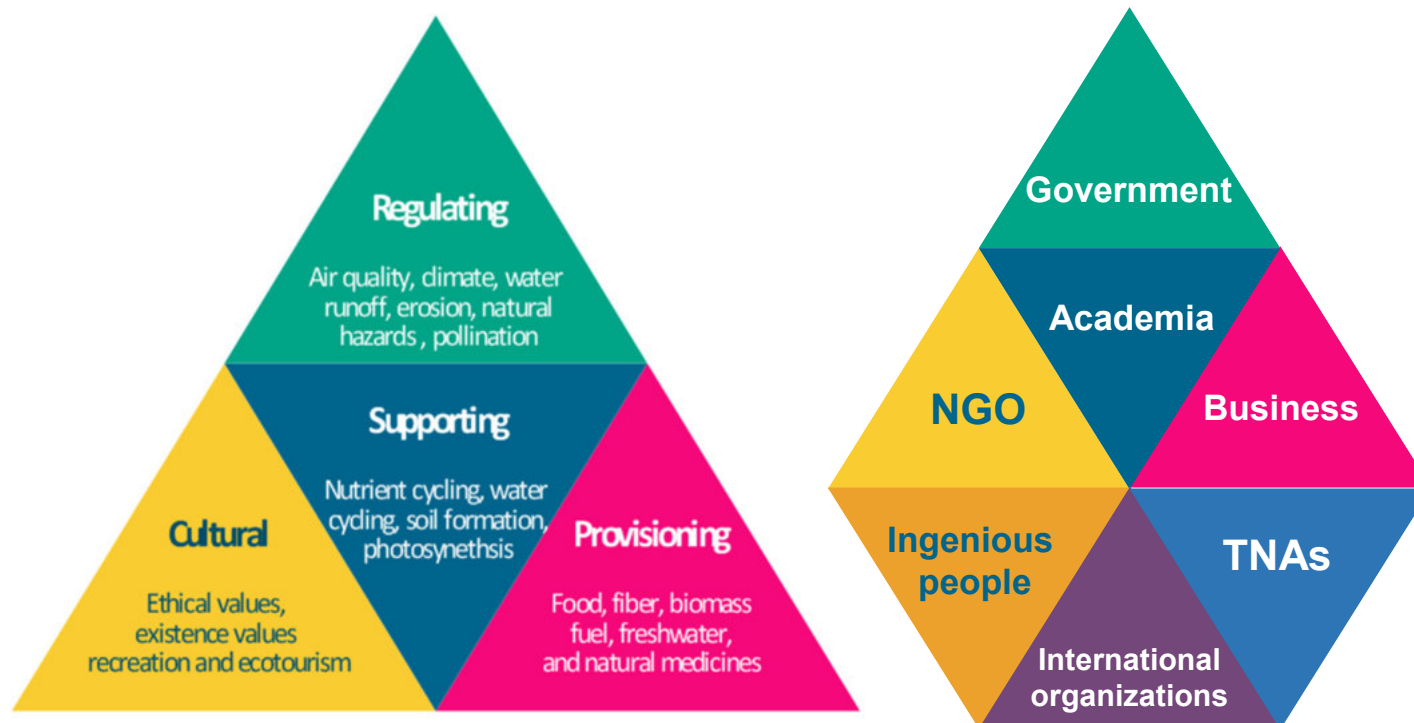 Regulating
Air quality, climate, water
runoff, erosion, natural
hazards , pollination
Supporting
Nutrient cycling, water
cycling, soil formation,
photosynethsis
Cultural
Ethical values,
existence values
recreation and ecotourism
Provisioning
Food, fiber, biomass
fuel, freshwater,
and natural medicines
Government
Academia
NGO
Business
Ingenious
people
TNAs
International
organizations